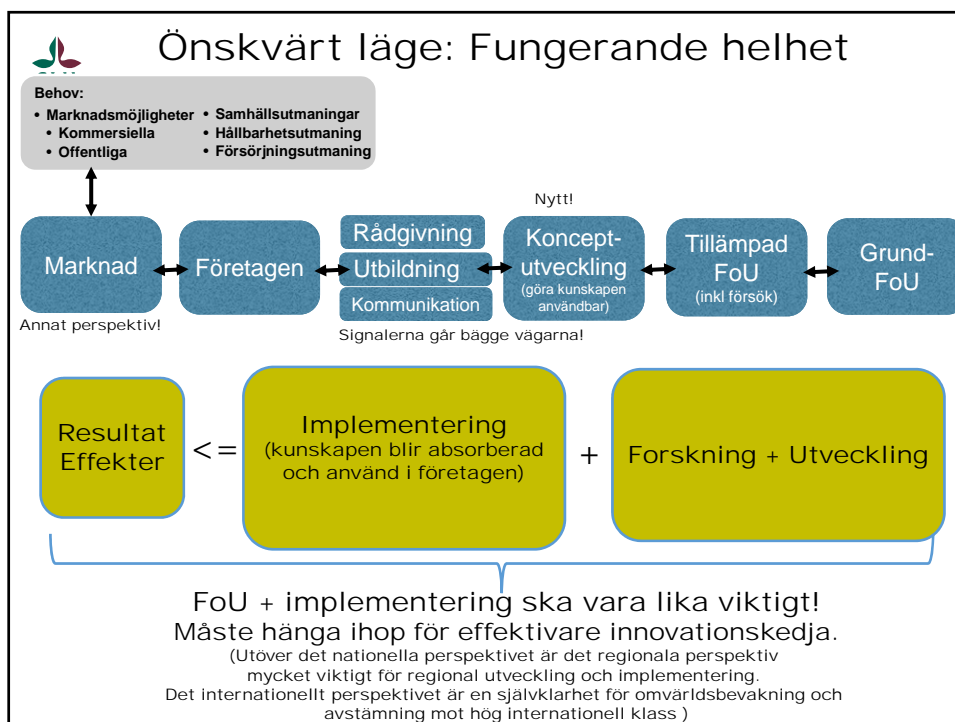 Önskvärt läge: Fungerande helhet
Behov:
• Marknadsmöjligheter
• Kommersiella
• Offentliga
• Samhällsutmaningar
• Hållbarhetsutmaning
• Försörjningsutmaning
Nytt!
Marknad
Företagen
Rådgivning
Utbildning
Kommunikation
Koncept-
utveckling
(göra kunskapen
användbar)
Tillämpad
FoU
(inkl försök)
Grund-
FoU
Annat perspektiv!
Signalerna går bägge vägarna!
Resultat
Effekter
<=
Implementering
(kunskapen blir absorberad
och använd i företagen)
+
Forskning + Utveckling
FoU + implementering ska vara lika viktigt!
Måste hänga ihop för effektivare innovationskedja.
(Utöver det nationella perspektivet är det regionala perspektiv
mycket viktigt för regional utveckling och implementering.
Det internationellt perspektivet är en självklarhet för omvärldsbevakning och
avstämning mot hög internationell klass )